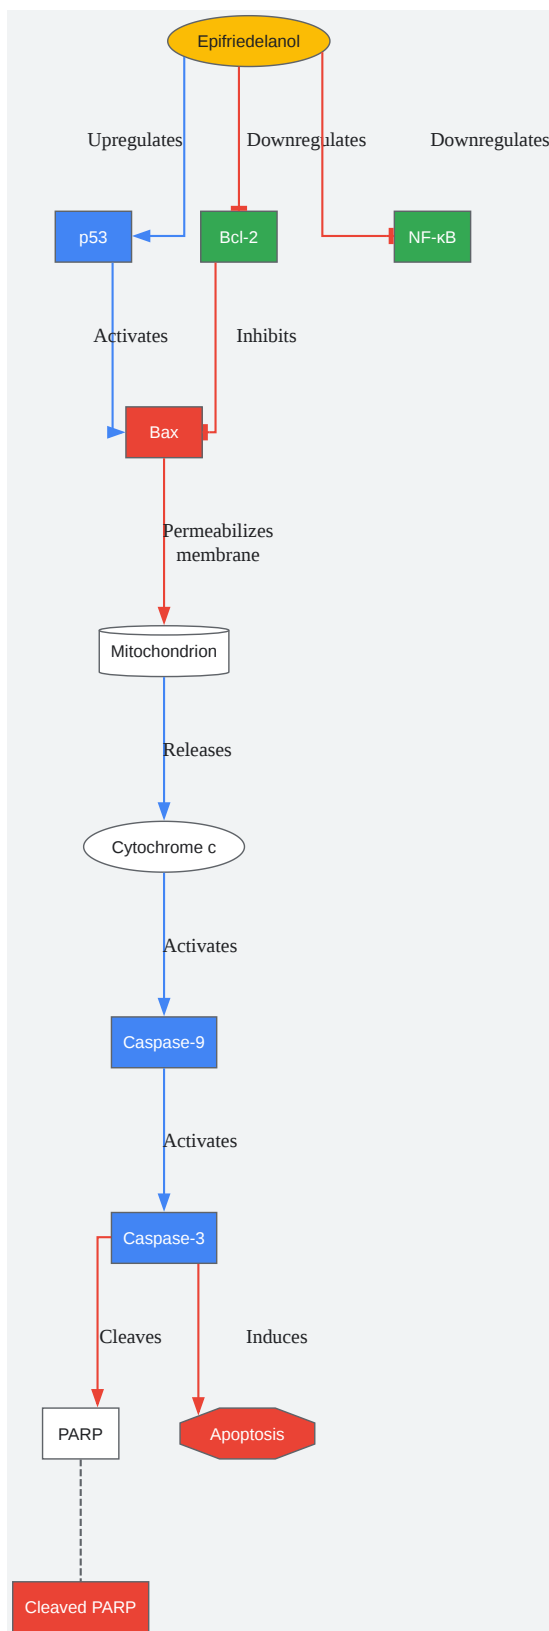 Epifriedelanol
Upregulates
Downregulates
Downregulates
p53
Bcl-2
NF-κB
Activates
Inhibits
Bax
Permeabilizes
membrane
Mitochondrion
Releases
Cytochrome c
Activates
Caspase-9
Activates
Caspase-3
Cleaves
Induces
PARP
Apoptosis
Cleaved PARP